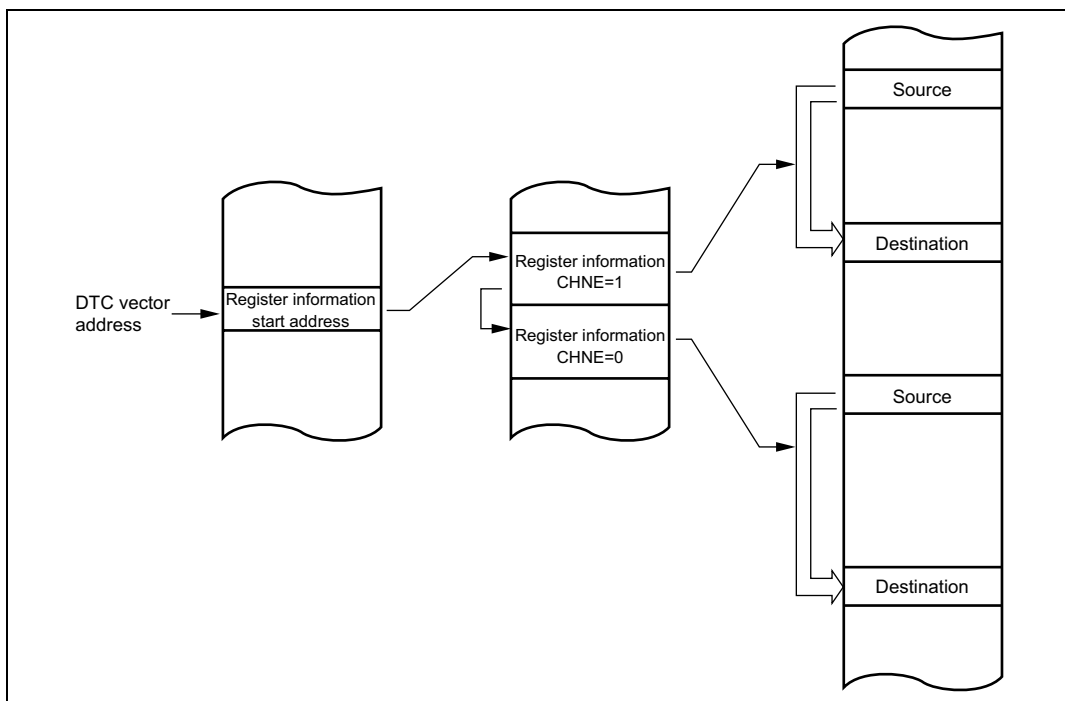 DTC vector
address
Register information
start address
Register information
CHNE=1
Register information
CHNE=0
Source
Destination
Source
Destination